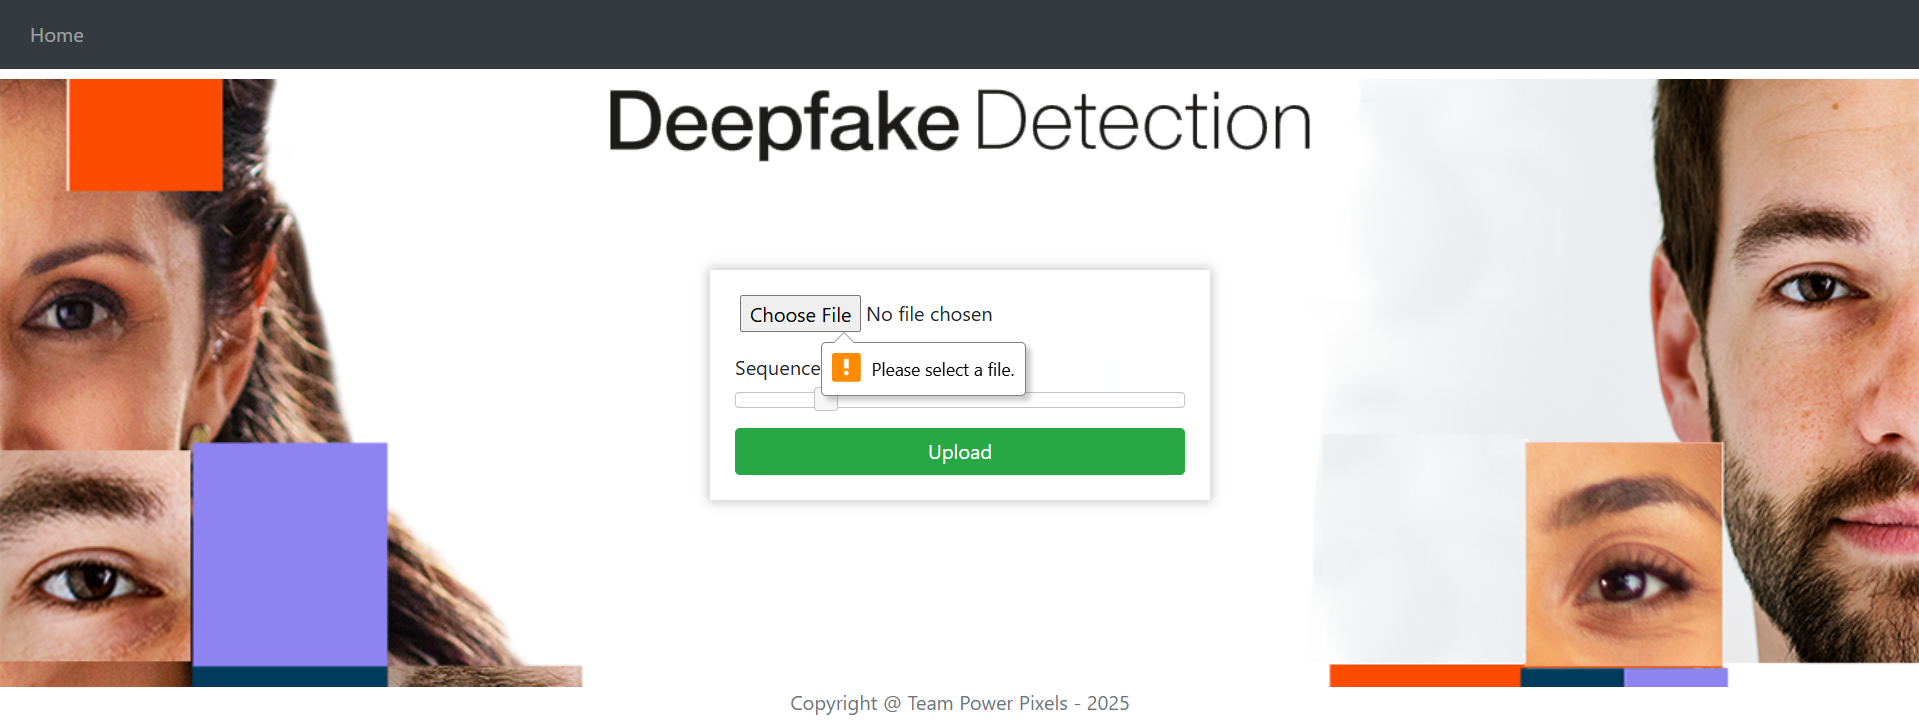 Home
Deepfake Detection
Choose File No file chosen
Sequence
Please select a file.
Upload
Copyright @ Team Power Pixels - 2025